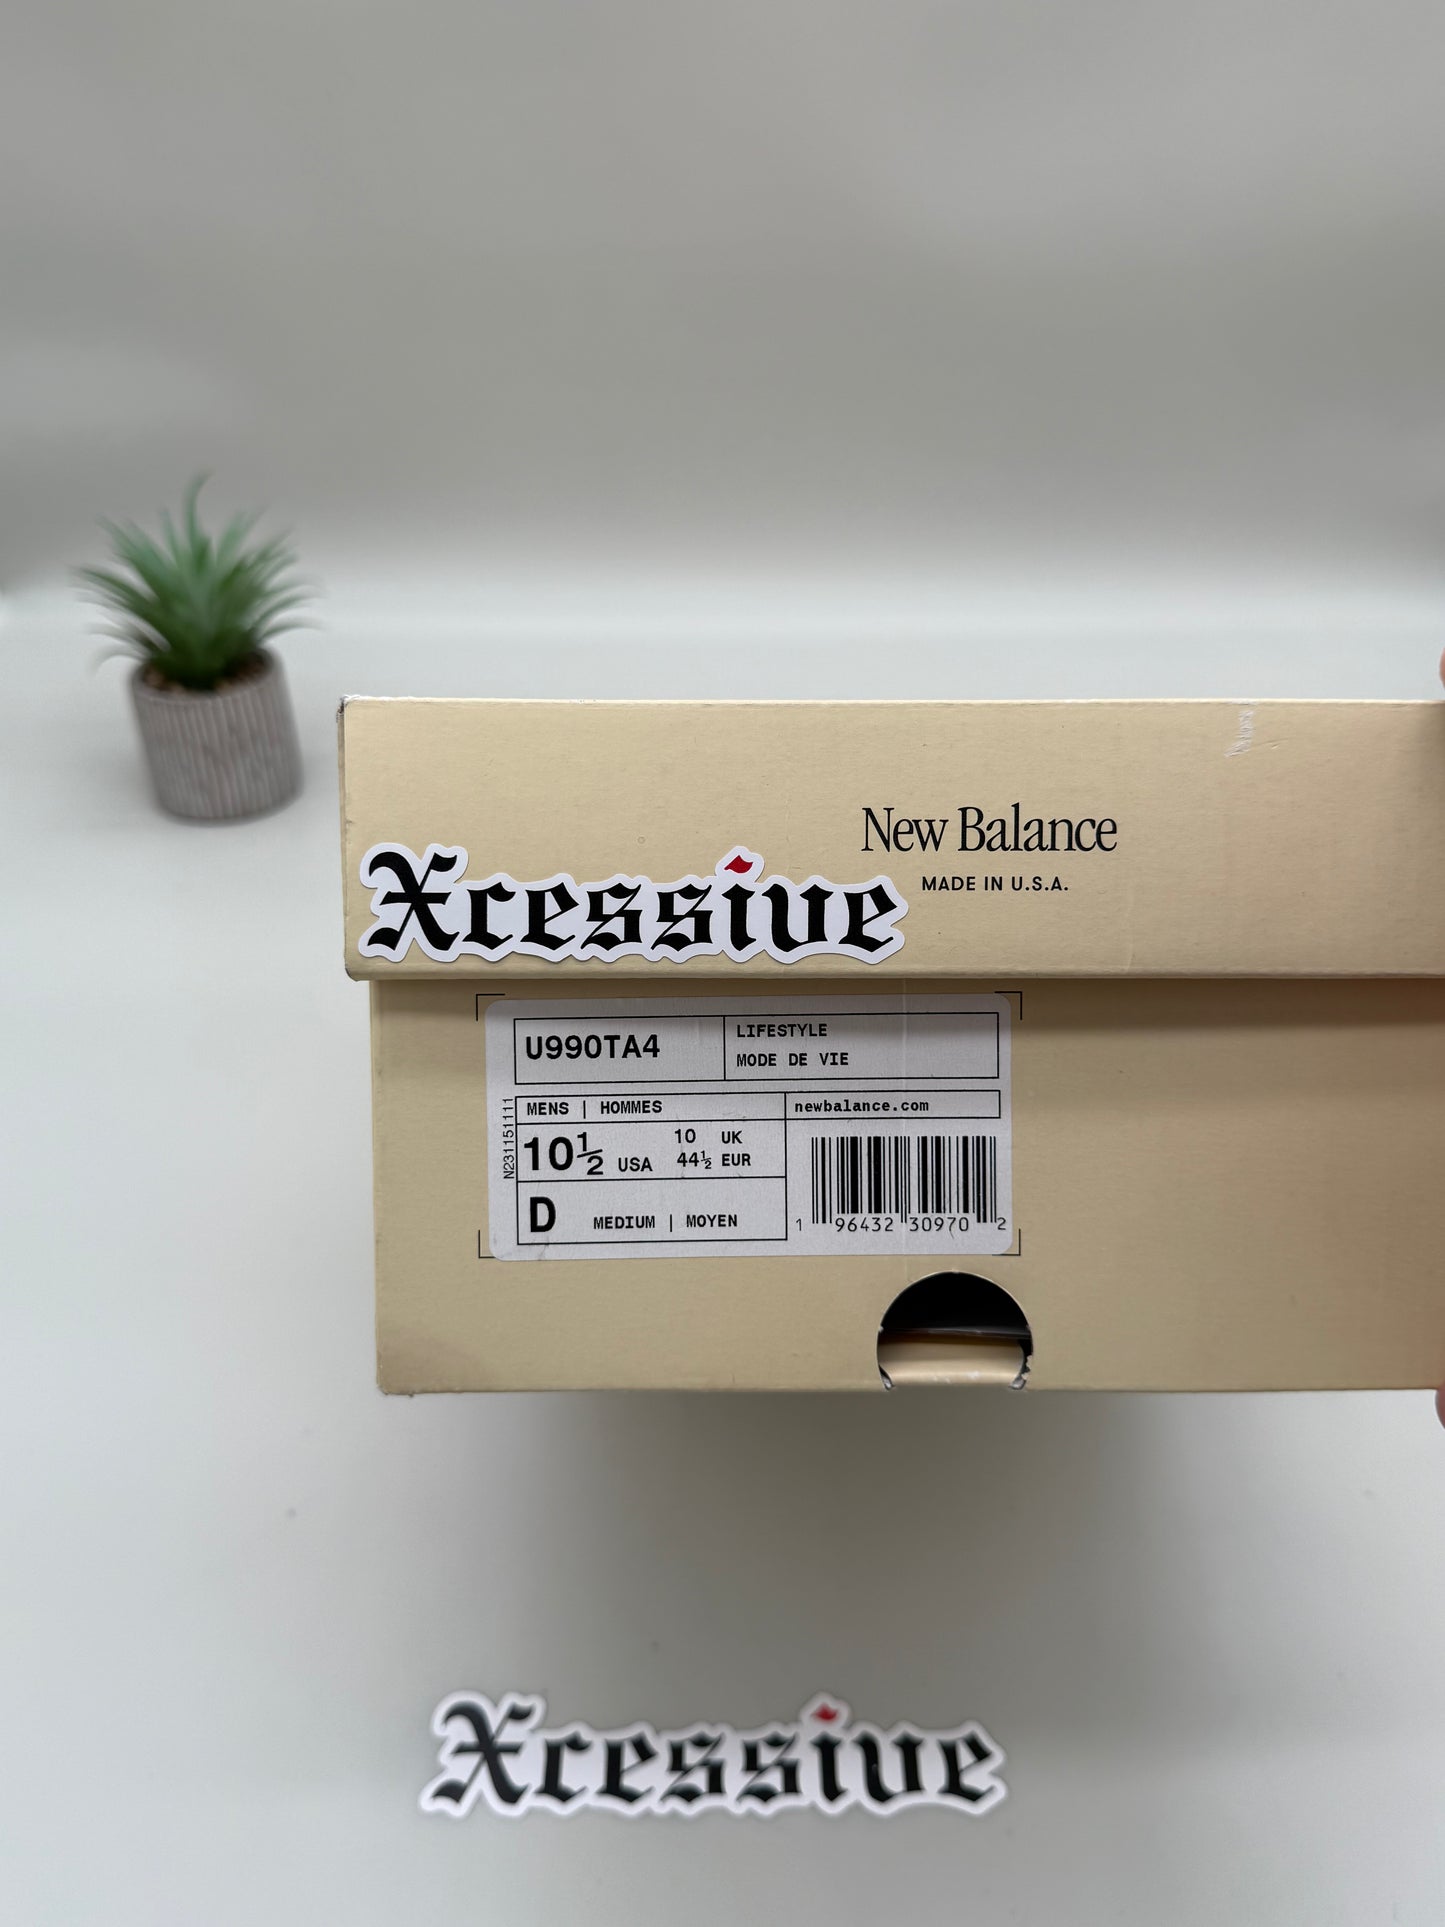 New Balance
MADE IN U.S.A.
Xcessive
U990TA4
LIFESTYLE
MODE DE VIE
N231151111
MENS | HOMMES
newbalance.com
10½ USA
10 UK
44½ EUR
D MEDIUM | MOYEN
1 96432 30970 2
Xcessive